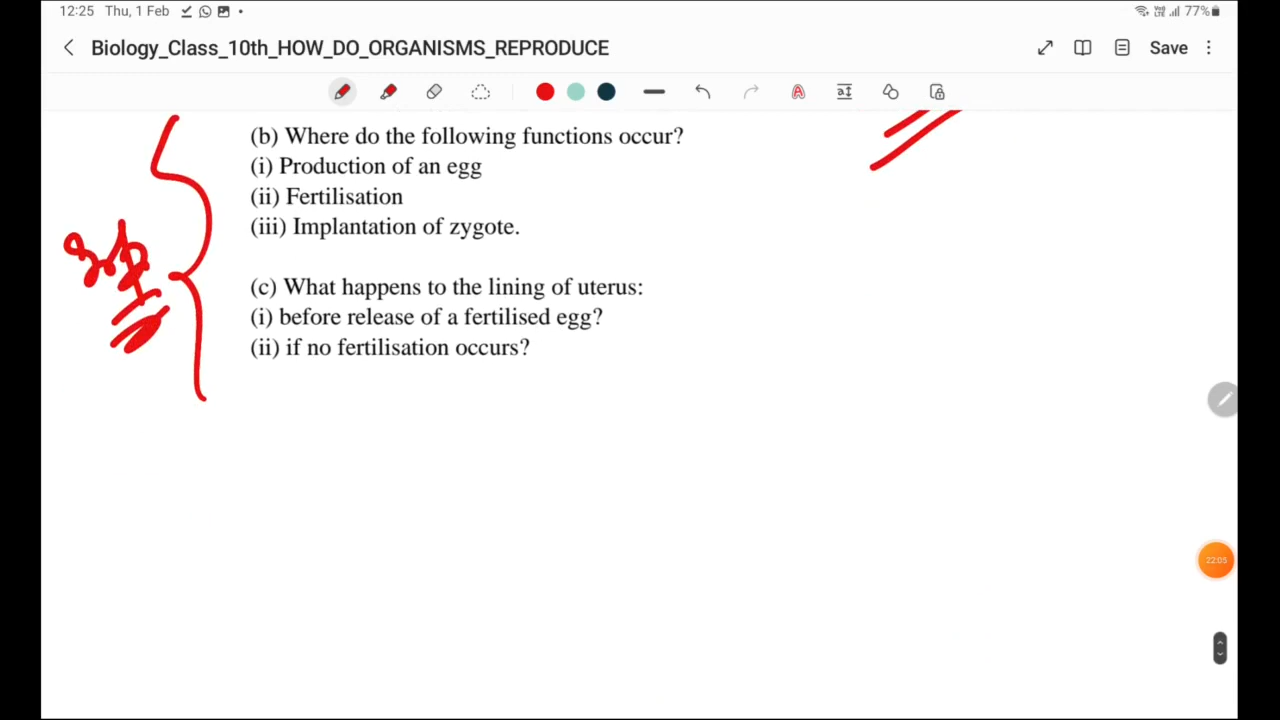 12:25 Thu, 1 Feb 77%
Biology_Class_10th_HOW_DO_ORGANISMS_REPRODUCE Save
(b) Where do the following functions occur?
(i) Production of an egg
(ii) Fertilisation
(iii) Implantation of zygote.
(c) What happens to the lining of uterus:
(i) before release of a fertilised egg?
(ii) if no fertilisation occurs?
22:05